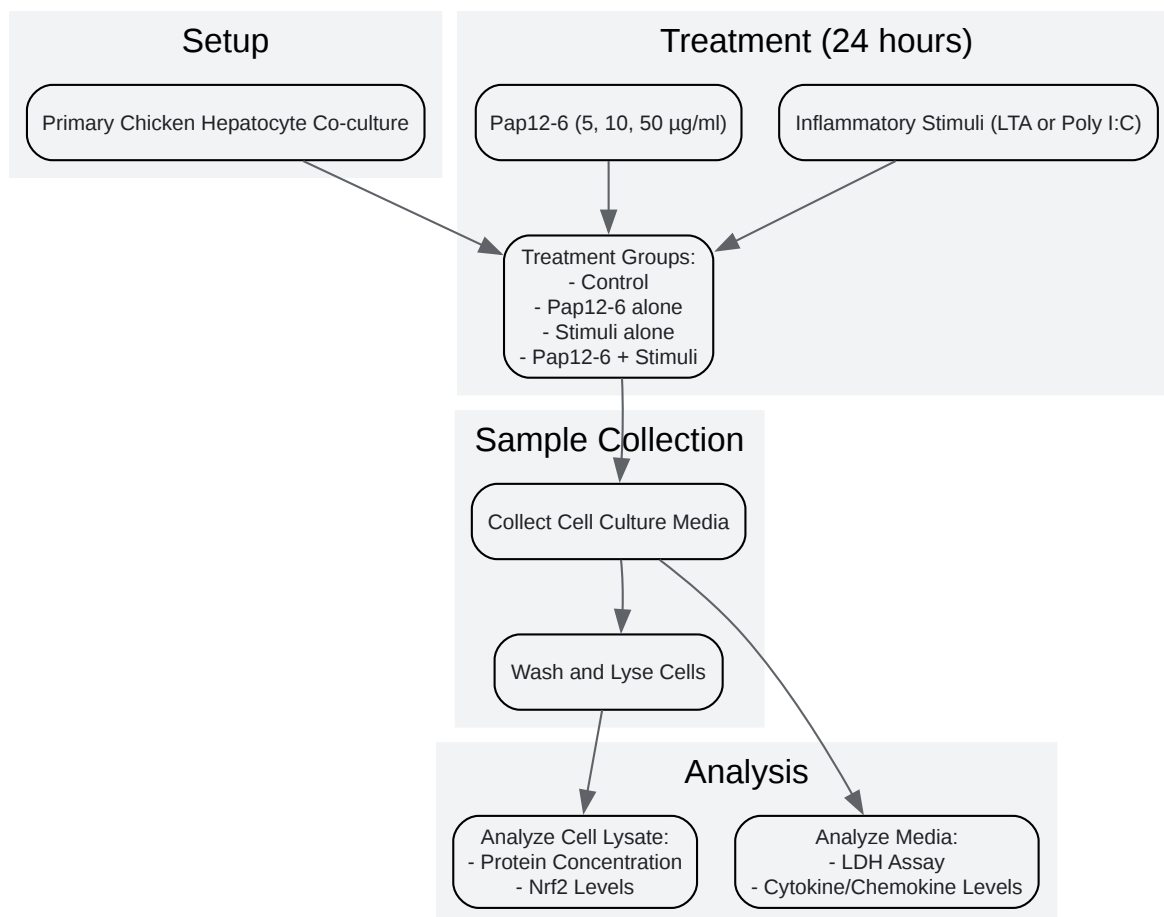 Setup
Primary Chicken Hepatocyte Co-culture
Treatment (24 hours)
Pap12-6 (5, 10, 50 µg/ml)
Inflammatory Stimuli (LTA or Poly I:C)
Treatment Groups:
- Control
- Pap12-6 alone
- Stimuli alone
- Pap12-6 + Stimuli
Sample Collection
Collect Cell Culture Media
Wash and Lyse Cells
Analysis
Analyze Cell Lysate:
- Protein Concentration
- Nrf2 Levels
Analyze Media:
- LDH Assay
- Cytokine/Chemokine Levels